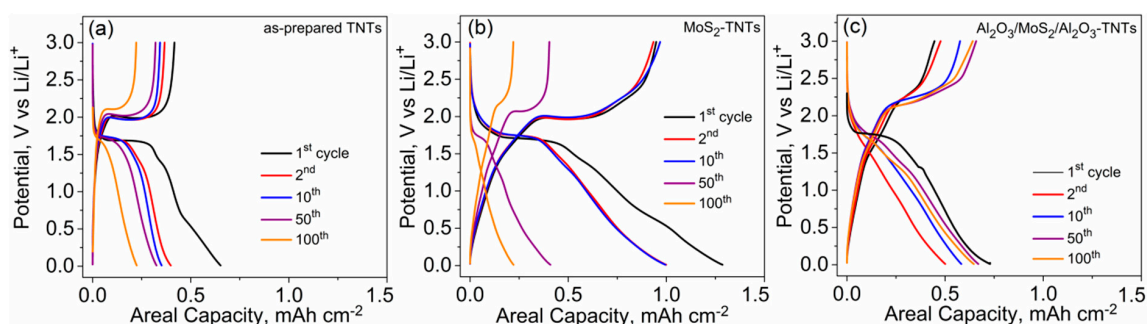 (a)
as-prepared TNTs
Potential, V vs Li/Li⁺
3.0
2.5
2.0
1.5
1.0
0.5
0.0
1ˢᵗ cycle
2ⁿᵈ
10ᵗʰ
50ᵗʰ
100ᵗʰ
0.0 0.5 1.0 1.5
Areal Capacity, mAh cm⁻²
(b)
MoS₂-TNTs
Potential, V vs Li/Li⁺
3.0
2.5
2.0
1.5
1.0
0.5
0.0
1ˢᵗ cycle
2ⁿᵈ
10ᵗʰ
50ᵗʰ
100ᵗʰ
0.0 0.5 1.0 1.5
Areal Capacity, mAh cm⁻²
(c)
Al₂O₃/MoS₂/Al₂O₃-TNTs
Potential, V vs Li/Li⁺
3.0
2.5
2.0
1.5
1.0
0.5
0.0
1ˢᵗ cycle
2ⁿᵈ
10ᵗʰ
50ᵗʰ
100ᵗʰ
0.0 0.5 1.0 1.5
Areal Capacity, mAh cm⁻²